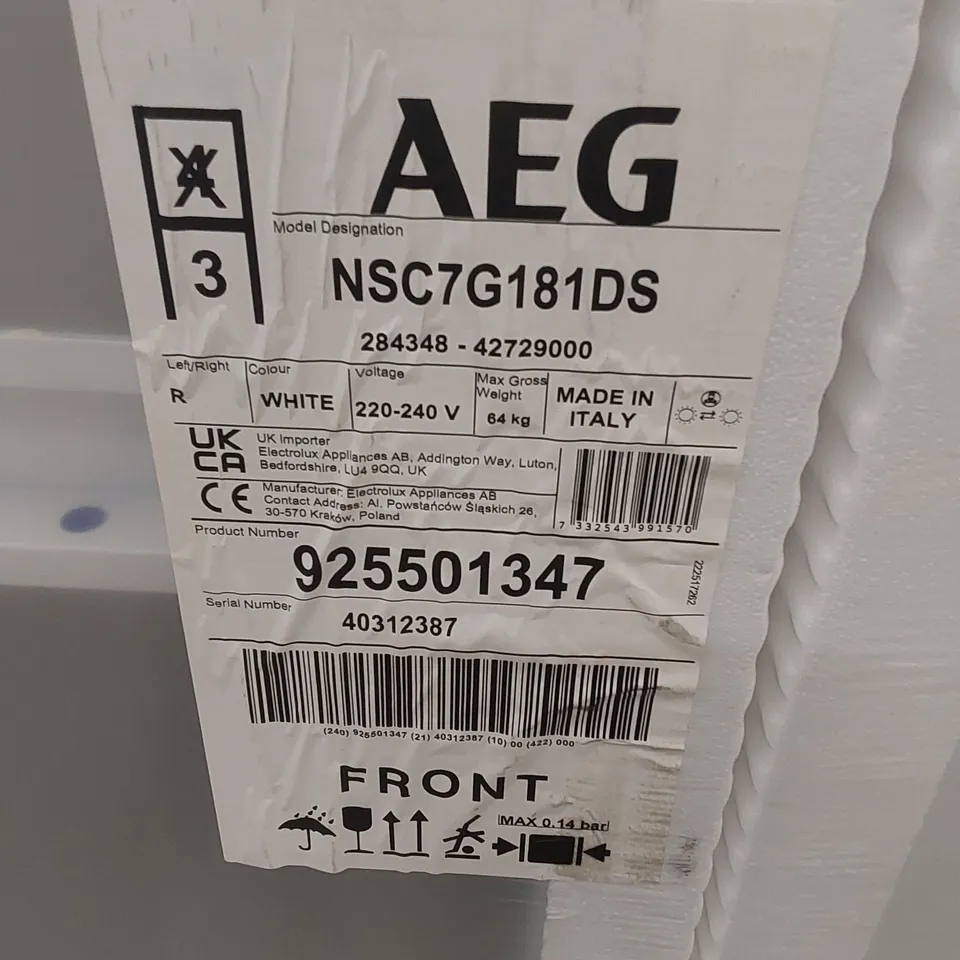 AEG
3
Model Designation
NSC7G181DS
284348 - 42729000
Left/Right
R
Colour
WHITE
Voltage
220-240 V
Max Gross
Weight
64 kg
MADE IN
ITALY
UK
CA
UK Importer
Electrolux Appliances AB, Addington Way, Luton,
Bedfordshire, LU4 9QQ, UK
CE
Manufacturer: Electrolux Appliances AB
Contact Address: Al. Powstańców Śląskich 26,
30-570 Kraków, Poland
7 332543 991570
Product Number
925501347
222517262
Serial Number
40312387
(240) 925501347 (21) 40312387 (10) 00 (422) 000
FRONT
MAX 0.14 bar